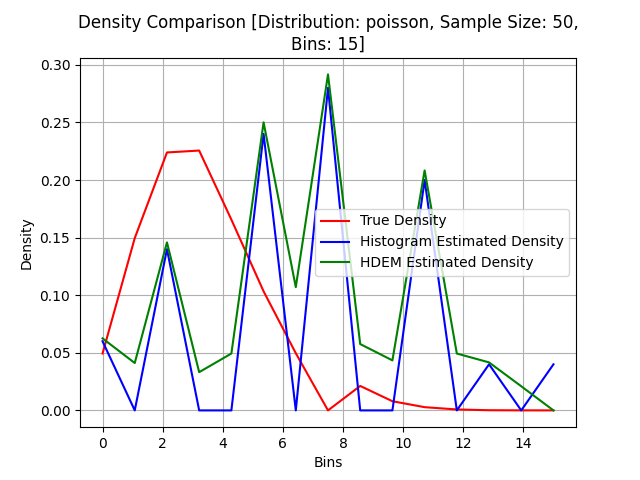 Density Comparison [Distribution: poisson, Sample Size: 50,
Bins: 15]
0.30
0.25
0.20
0.15
0.10
0.05
0.00
Density
True Density
Histogram Estimated Density
HDEM Estimated Density
0 2 4 6 8 10 12 14
Bins